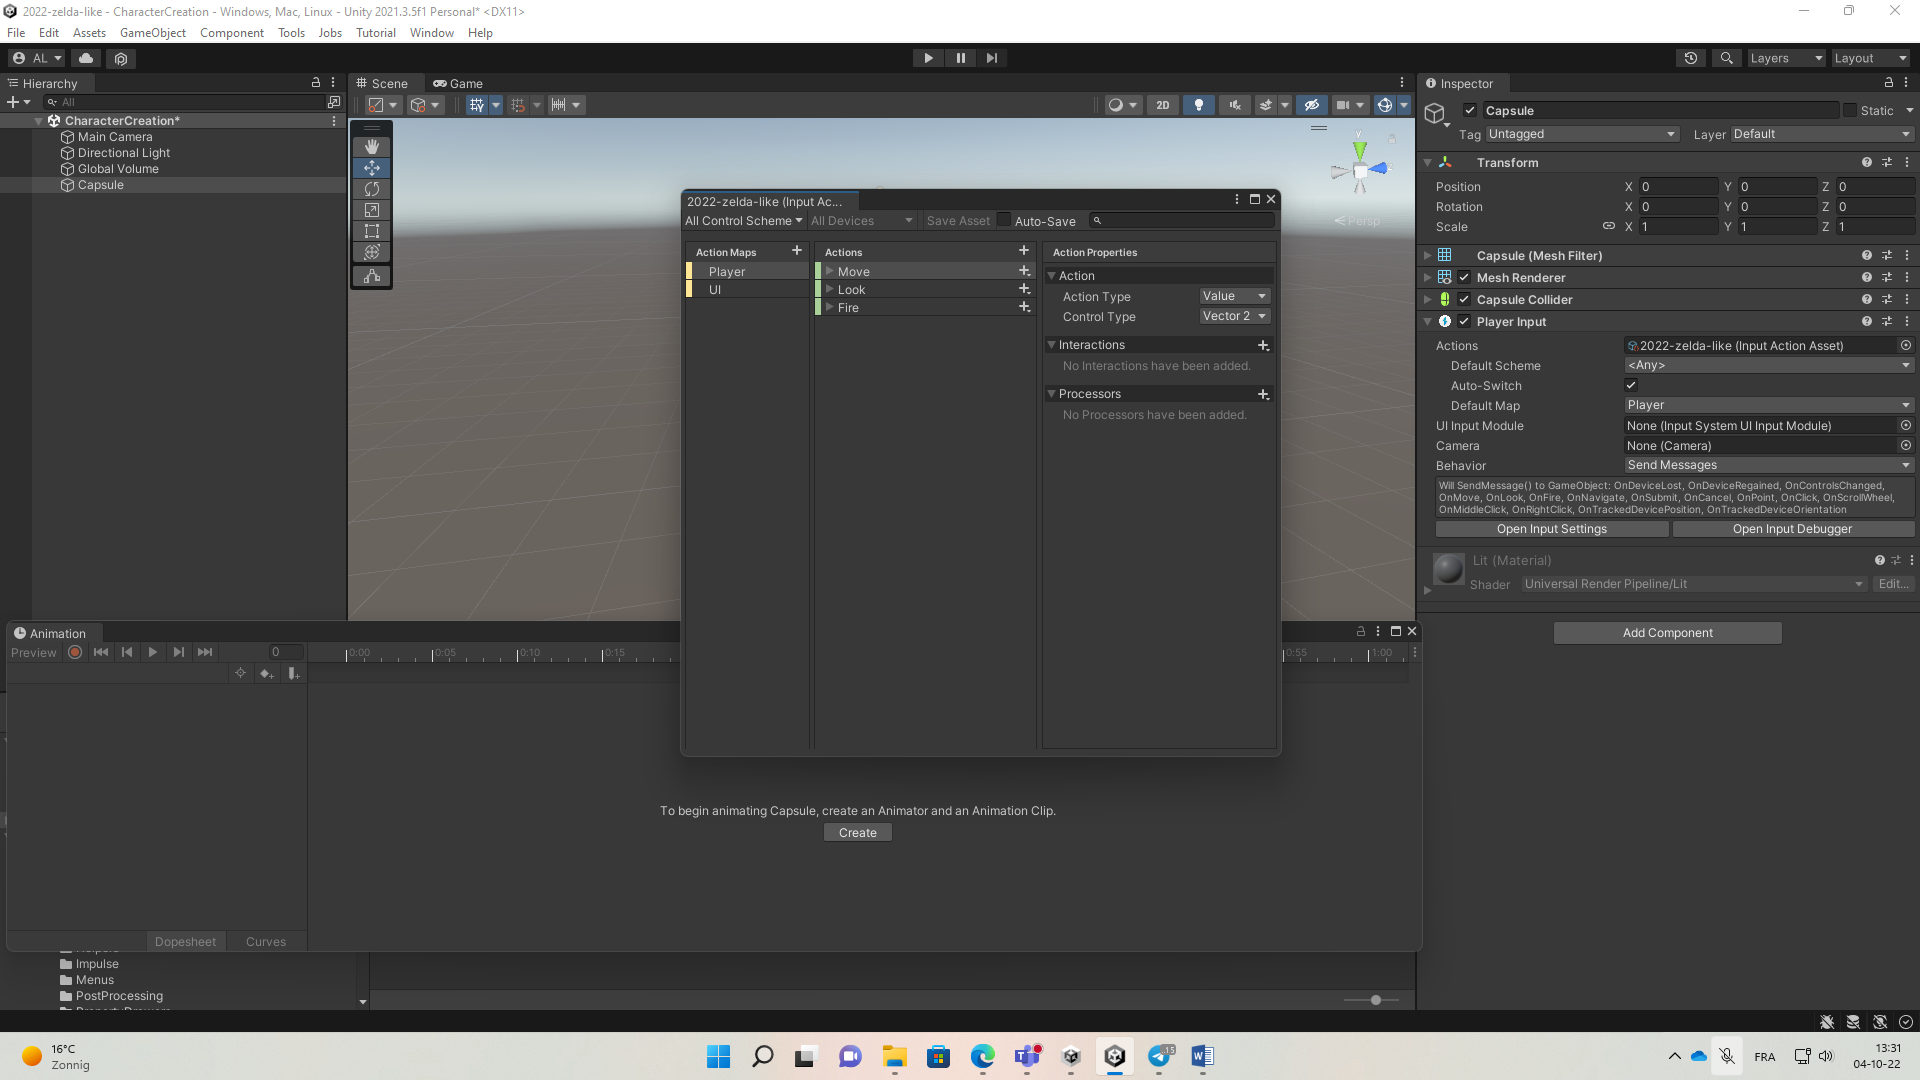 2022-zelda-like - CharacterCreation - Windows, Mac, Linux - Unity 2021.3.5f1 Personal* <DX11>
File Edit Assets GameObject Component Tools Jobs Tutorial Window Help
AL Layers Layout
Hierarchy
All
CharacterCreation*
Main Camera
Directional Light
Global Volume
Capsule
Scene Game
2D
Y
Persp
2022-zelda-like (Input Ac...
All Control Scheme All Devices Save Asset Auto-Save
Action Maps
Player
UI
Actions
Move
Look
Fire
Action Properties
Action
Action Type Value
Control Type Vector 2
Interactions
No Interactions have been added.
Processors
No Processors have been added.
Inspector
Capsule Static
Tag Untagged Layer Default
Transform
Position X 0 Y 0 Z 0
Rotation X 0 Y 0 Z 0
Scale X 1 Y 1 Z 1
Capsule (Mesh Filter)
Mesh Renderer
Capsule Collider
Player Input
Actions 2022-zelda-like (Input Action Asset)
Default Scheme <Any>
Auto-Switch
Default Map Player
UI Input Module None (Input System UI Input Module)
Camera None (Camera)
Behavior Send Messages
Will SendMessage() to GameObject: OnDeviceLost, OnDeviceRegained, OnControlsChanged,
OnMove, OnLook, OnFire, OnNavigate, OnSubmit, OnCancel, OnPoint, OnClick, OnScrollWheel,
OnMiddleClick, OnRightClick, OnTrackedDevicePosition, OnTrackedDeviceOrientation
Open Input Settings Open Input Debugger
Lit (Material)
Shader Universal Render Pipeline/Lit Edit...
Add Component
Animation
Preview 0 0:00 0:05 0:10 0:15 0:55 1:00
To begin animating Capsule, create an Animator and an Animation Clip.
Create
Dopesheet Curves
Impulse
Menus
PostProcessing
16°C
Zonnig
15
FRA
13:31
04-10-22